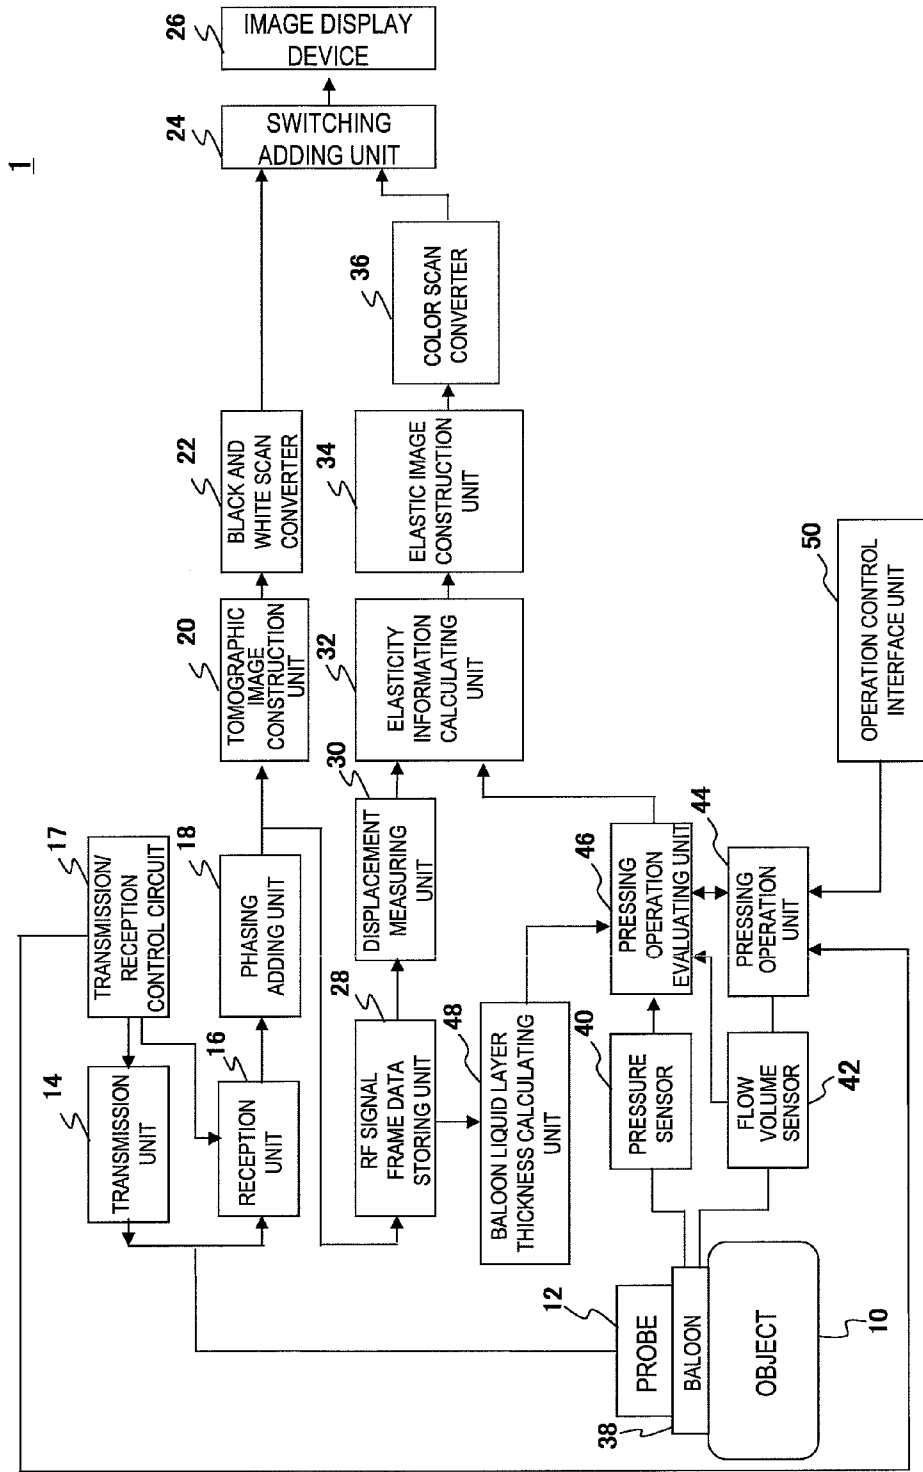 1
17
TRANSMISSION/
RECEPTION
CONTROL CIRCUIT
14
TRANSMISSION
UNIT
16
RECEPTION
UNIT
18
PHASING
ADDING UNIT
20
TOMOGRAPHIC
IMAGE
CONSTRUCTION
UNIT
22
BLACK AND
WHITE SCAN
CONVERTER
24
SWITCHING
ADDING UNIT
26
IMAGE DISPLAY
DEVICE
28
RF SIGNAL
FRAME DATA
STORING UNIT
30
DISPLACEMENT
MEASURING
UNIT
32
ELASTICITY
INFORMATION
CALCULATING
UNIT
34
ELASTIC IMAGE
CONSTRUCTION
UNIT
36
COLOR SCAN
CONVERTER
48
BALOON LIQUID LAYER
THICKNESS CALCULATING
UNIT
12
PROBE
38
BALOON
OBJECT
10
40
PRESSURE
SENSOR
FLOW
VOLUME
SENSOR
42
46
PRESSING
OPERATION
EVALUATING UNIT
44
PRESSING
OPERATION
UNIT
50
OPERATION CONTROL
INTERFACE UNIT